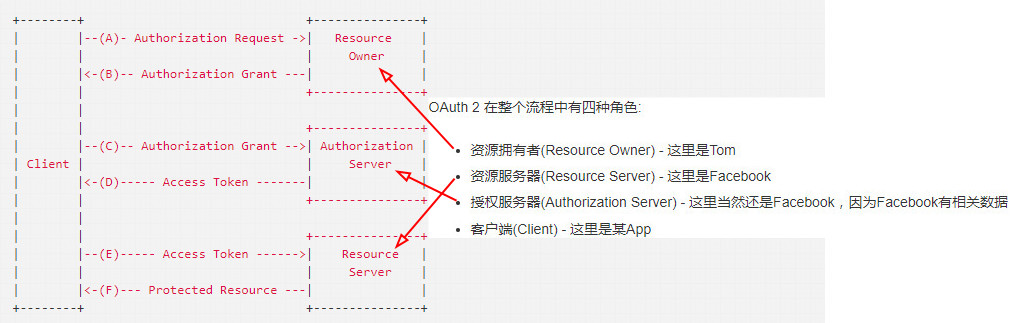 +--------+                               +---------------+
|        |--(A)- Authorization Request ->|   Resource    |
|        |                               |     Owner     |
|        |<-(B)-- Authorization Grant ---|               |
|        |                               +---------------+
|        |
|        |                               +---------------+
|        |--(C)-- Authorization Grant -->| Authorization |
| Client |                               |     Server    |
|        |<-(D)----- Access Token -------|               |
|        |                               +---------------+
|        |
|        |                               +---------------+
|        |--(E)----- Access Token ------>|    Resource   |
|        |                               |     Server    |
|        |<-(F)--- Protected Resource ---|               |
+--------+                               +---------------+
OAuth 2 在整个流程中有四种角色:
• 资源拥有者(Resource Owner) - 这里是Tom
• 资源服务器(Resource Server) - 这里是Facebook
• 授权服务器(Authorization Server) - 这里当然还是Facebook，因为Facebook有相关数据
• 客户端(Client) - 这里是某App